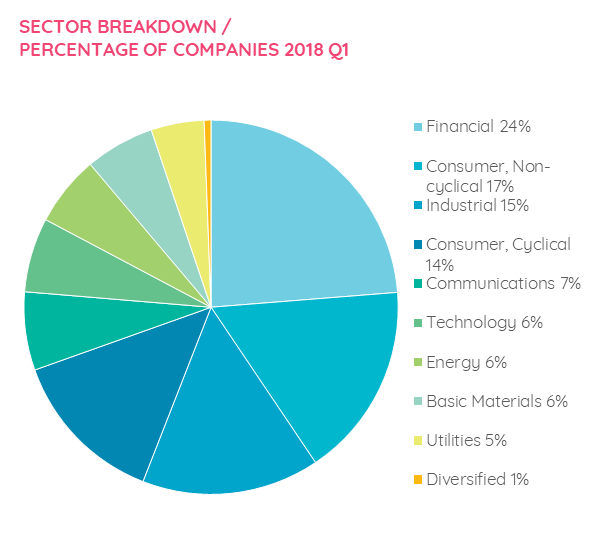 SECTOR BREAKDOWN /
PERCENTAGE OF COMPANIES 2018 Q1
Financial 24%
Consumer, Non-
cyclical 17%
Industrial 15%
Consumer, Cyclical
14%
Communications 7%
Technology 6%
Energy 6%
Basic Materials 6%
Utilities 5%
Diversified 1%